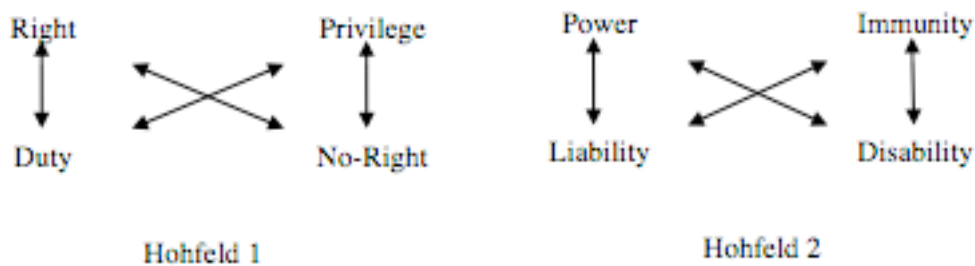 Right Privilege Power Immunity
Duty No-Right Liability Disability
Hohfeld 1 Hohfeld 2